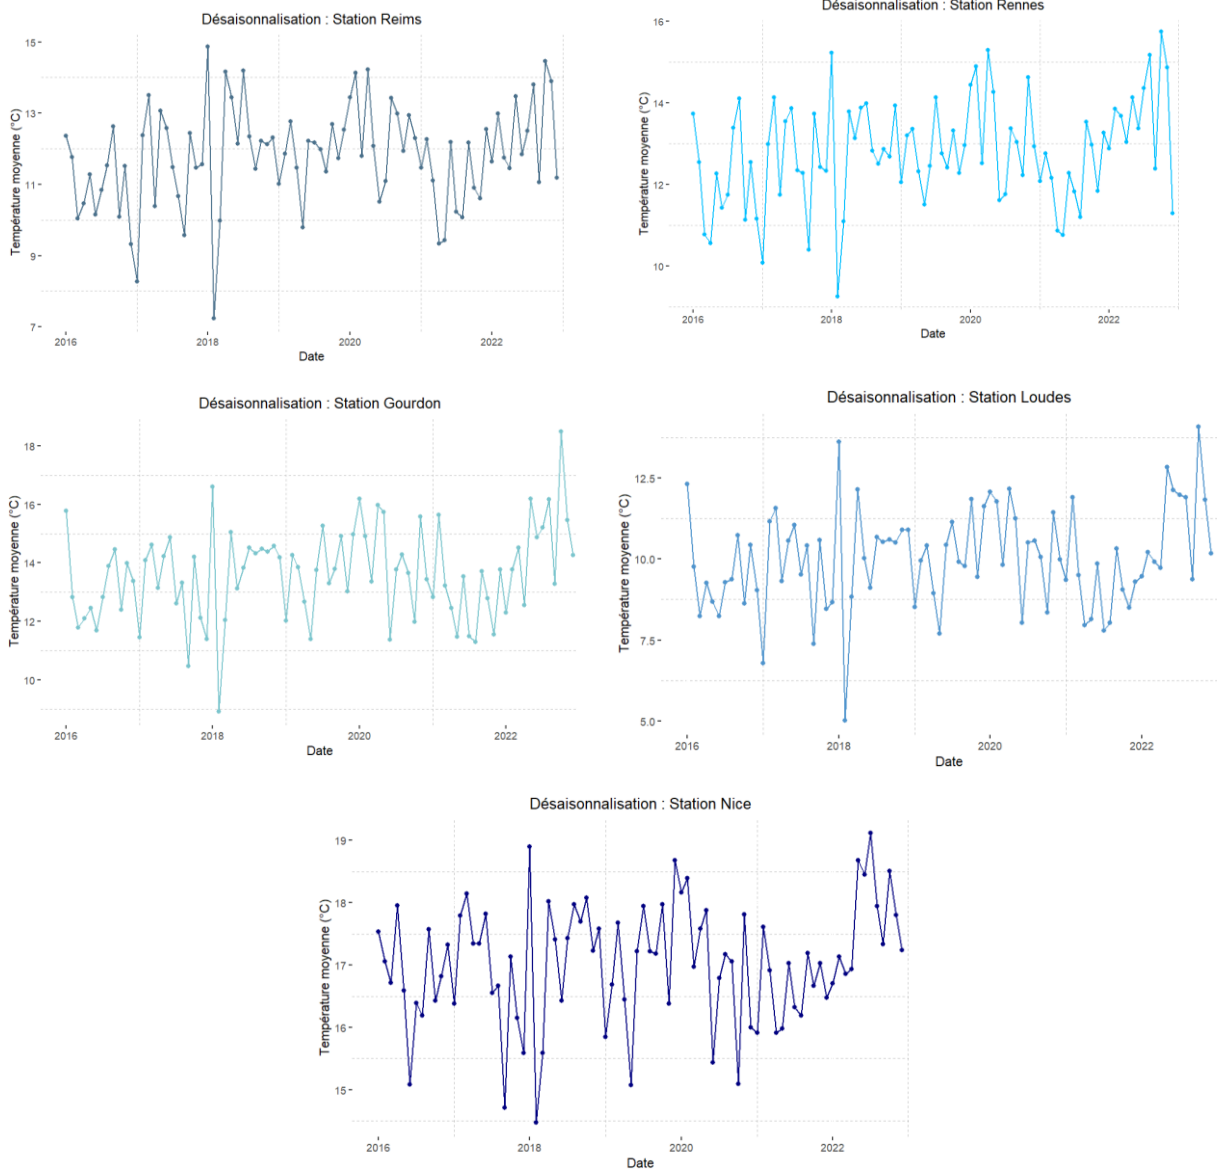 Désaisonnalisation : Station Reims
Température moyenne (°C)
15
13
11
9
7
2016 2018 2020 2022
Date
Désaisonnalisation : Station Rennes
Température moyenne (°C)
16
14
12
10
2016 2018 2020 2022
Date
Désaisonnalisation : Station Gourdon
Température moyenne (°C)
18
16
14
12
10
2016 2018 2020 2022
Date
Désaisonnalisation : Station Loudes
Température moyenne (°C)
12.5
10.0
7.5
5.0
2016 2018 2020 2022
Date
Désaisonnalisation : Station Nice
Température moyenne (°C)
19
18
17
16
15
2016 2018 2020 2022
Date